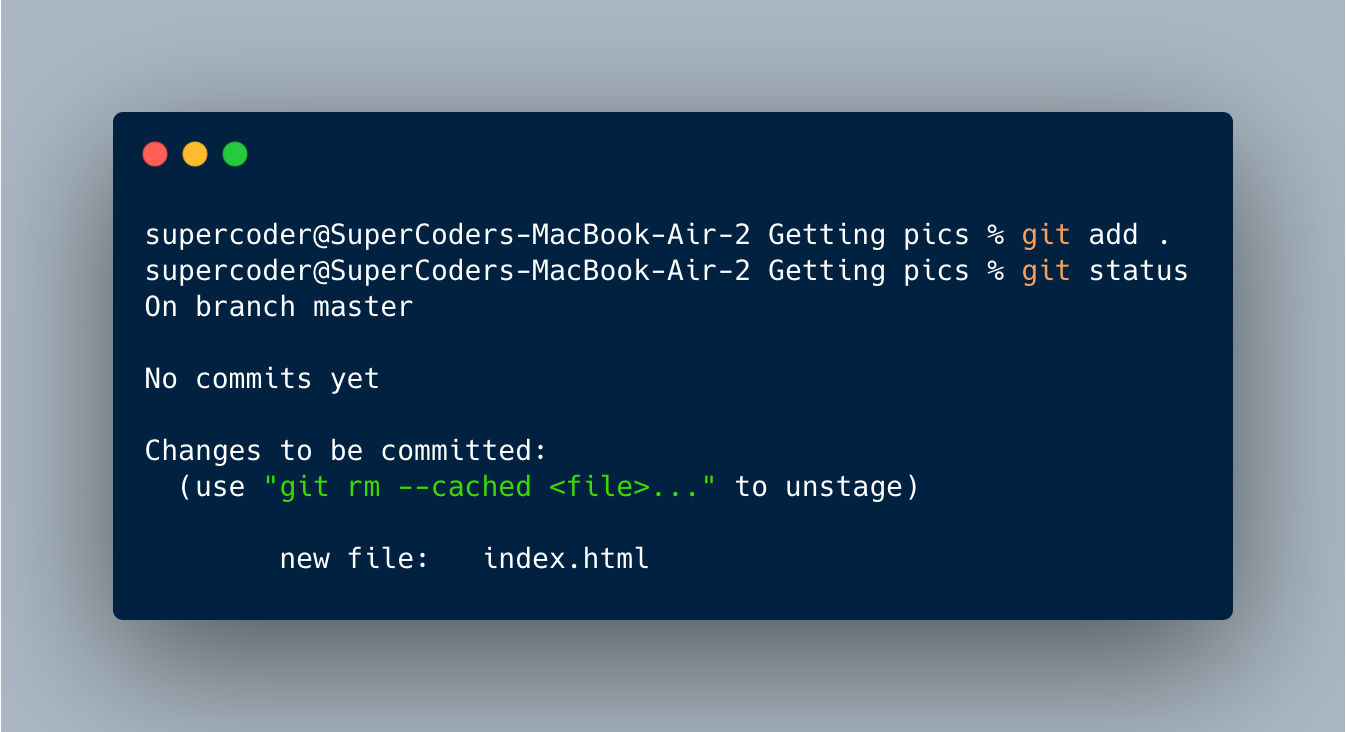 supercoder@SuperCoders-MacBook-Air-2 Getting pics % git add .
supercoder@SuperCoders-MacBook-Air-2 Getting pics % git status
On branch master
No commits yet
Changes to be committed:
(use "git rm --cached <file>..." to unstage)
new file: index.html